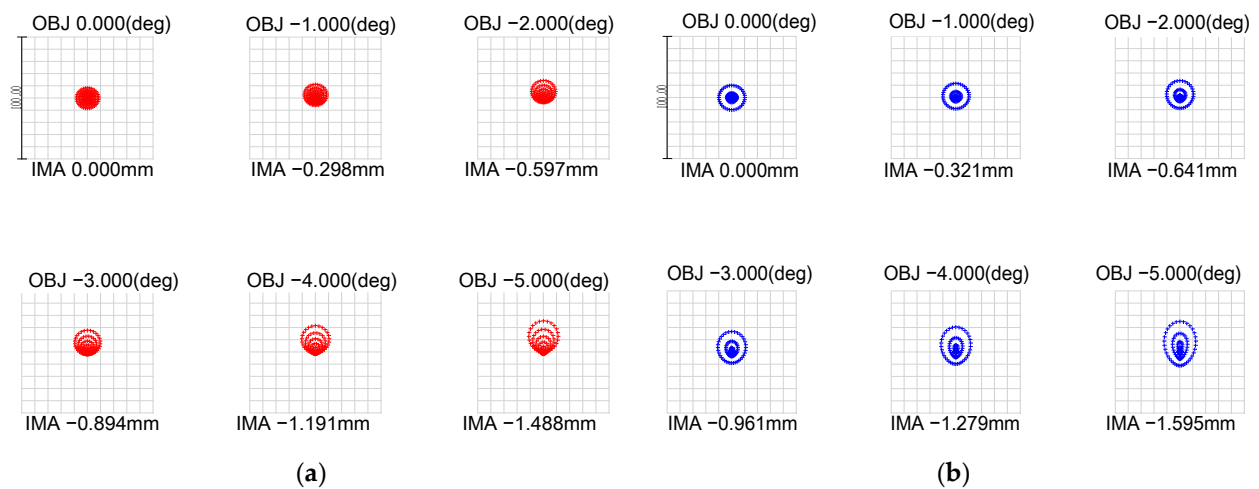 OBJ 0.000(deg) OBJ −1.000(deg) OBJ −2.000(deg) OBJ 0.000(deg) OBJ −1.000(deg) OBJ −2.000(deg)
100.00 100.00
IMA 0.000mm IMA −0.298mm IMA −0.597mm IMA 0.000mm IMA −0.321mm IMA −0.641mm
OBJ −3.000(deg) OBJ −4.000(deg) OBJ −5.000(deg) OBJ −3.000(deg) OBJ −4.000(deg) OBJ −5.000(deg)
IMA −0.894mm IMA −1.191mm IMA −1.488mm IMA −0.961mm IMA −1.279mm IMA −1.595mm
(a) (b)